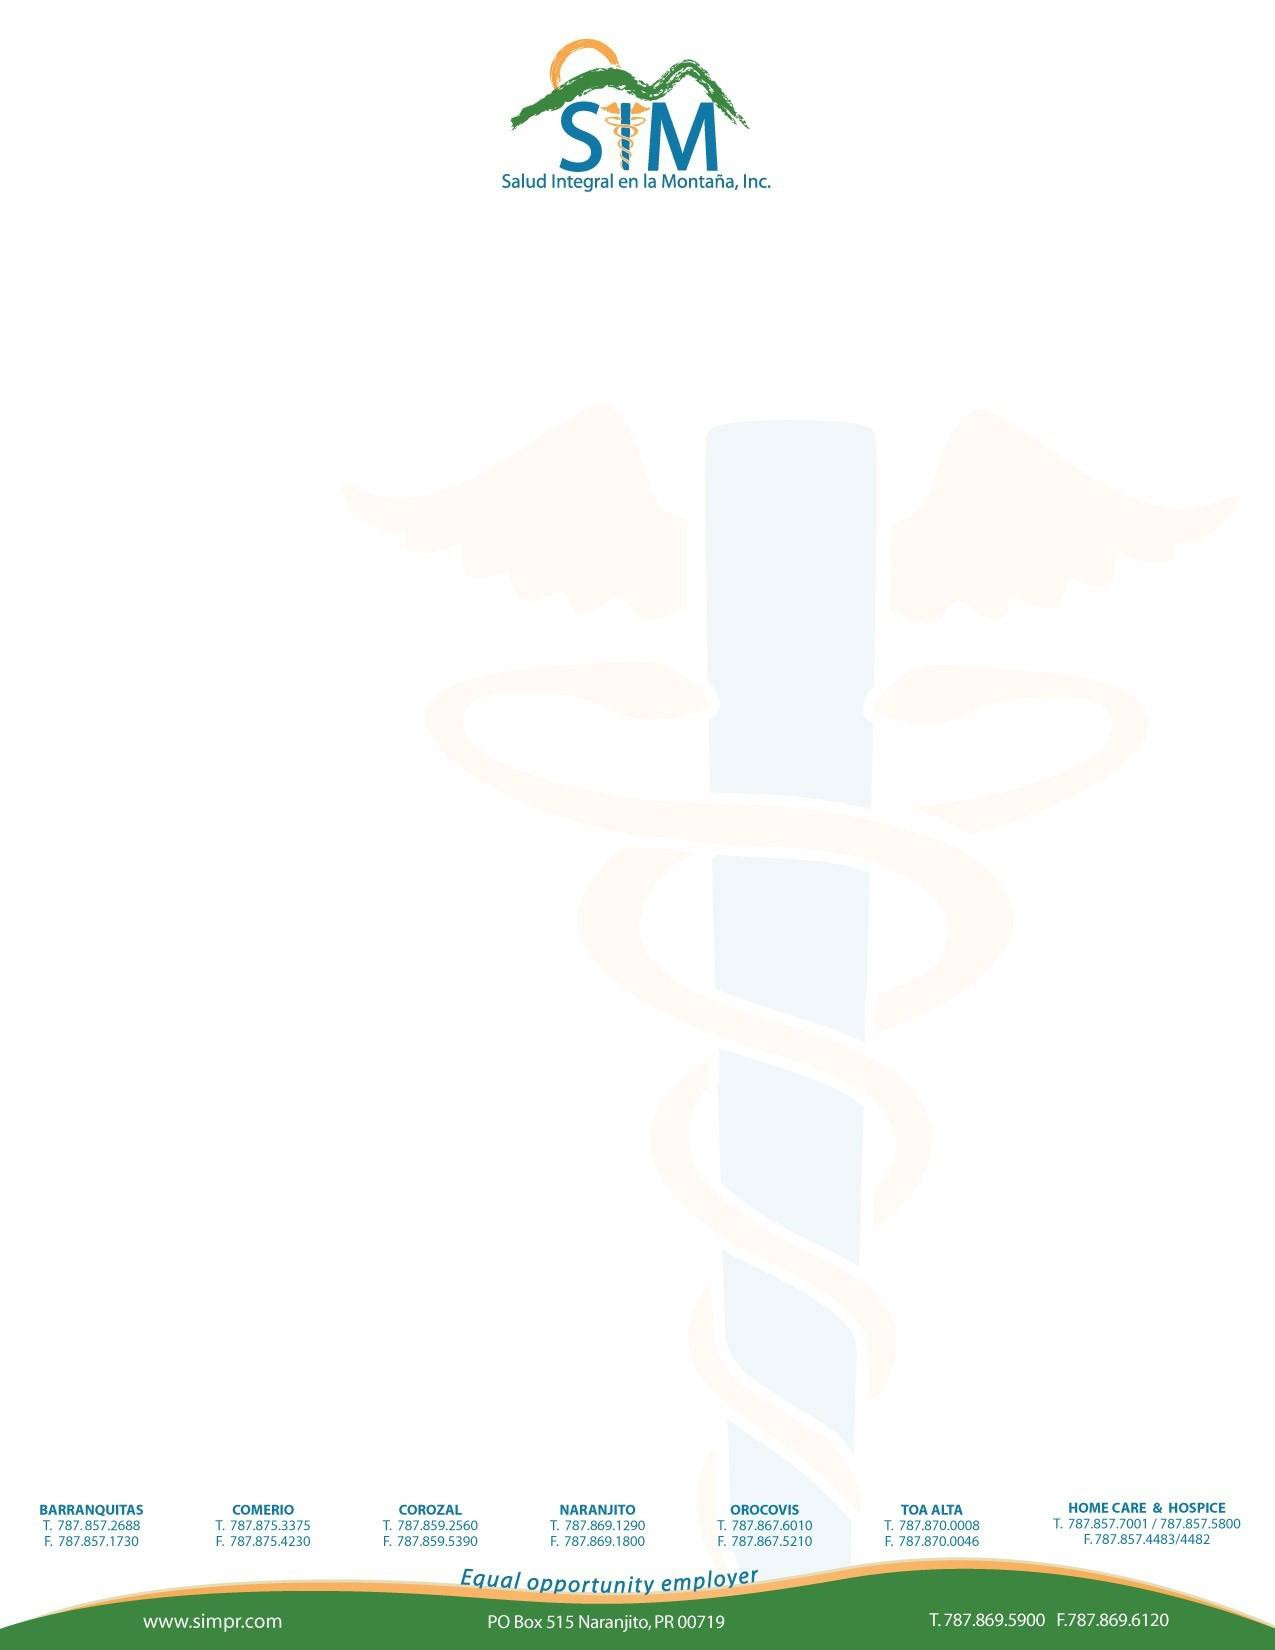 SIM
Salud Integral en la Montaña, Inc.
BARRANQUITAS
T. 787.857.2688
F. 787.857.1730
COMERIO
T. 787.875.3375
F. 787.875.4230
COROZAL
T. 787.859.2560
F. 787.859.5390
NARANJITO
T. 787.869.1290
F. 787.869.1800
OROCOVIS
T. 787.867.6010
F. 787.867.5210
TOA ALTA
T. 787.870.0008
F. 787.870.0046
HOME CARE & HOSPICE
T. 787.857.7001 / 787.857.5800
F. 787.857.4483/4482
Equal opportunity employer
www.simpr.com
PO Box 515 Naranjito, PR 00719
T. 787.869.5900 F.787.869.6120